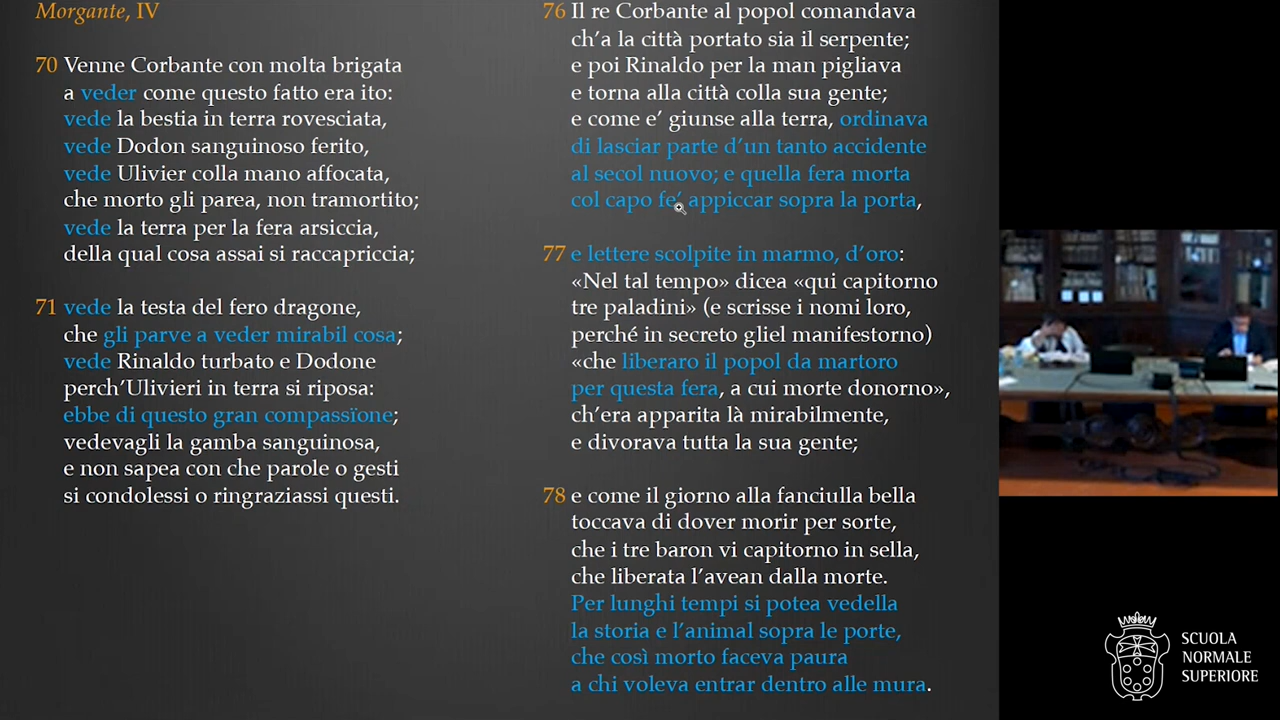 Morgante, IV
70 Venne Corbante con molta brigata
a veder come questo fatto era ito:
vede la bestia in terra rovesciata,
vede Dodon sanguinoso ferito,
vede Ulivier colla mano affocata,
che morto gli parea, non tramortito;
vede la terra per la fera arsiccia,
della qual cosa assai si raccapriccia;
71 vede la testa del fero dragone,
che gli parve a veder mirabil cosa;
vede Rinaldo turbato e Dodone
perch'Ulivieri in terra si riposa:
ebbe di questo gran compassïone;
vedevagli la gamba sanguinosa,
e non sapea con che parole o gesti
si condolessi o ringraziassi questi.
76 Il re Corbante al popol comandava
ch'a la città portato sia il serpente;
e poi Rinaldo per la man pigliava
e torna alla città colla sua gente;
e come e' giunse alla terra, ordinava
di lasciar parte d'un tanto accidente
al secol nuovo; e quella fera morta
col capo fe' appiccar sopra la porta,
77 e lettere scolpite in marmo, d'oro:
«Nel tal tempo» dicea «qui capitorno
tre paladini» (e scrisse i nomi loro,
perché in secreto gliel manifestorno)
«che liberaro il popol da martoro
per questa fera, a cui morte donorno»,
ch'era apparita là mirabilmente,
e divorava tutta la sua gente;
78 e come il giorno alla fanciulla bella
toccava di dover morir per sorte,
che i tre baron vi capitorno in sella,
che liberata l'avean dalla morte.
Per lunghi tempi si potea vedella
la storia e l'animal sopra le porte,
che così morto faceva paura
a chi voleva entrar dentro alle mura.
SCUOLA
NORMALE
SUPERIORE